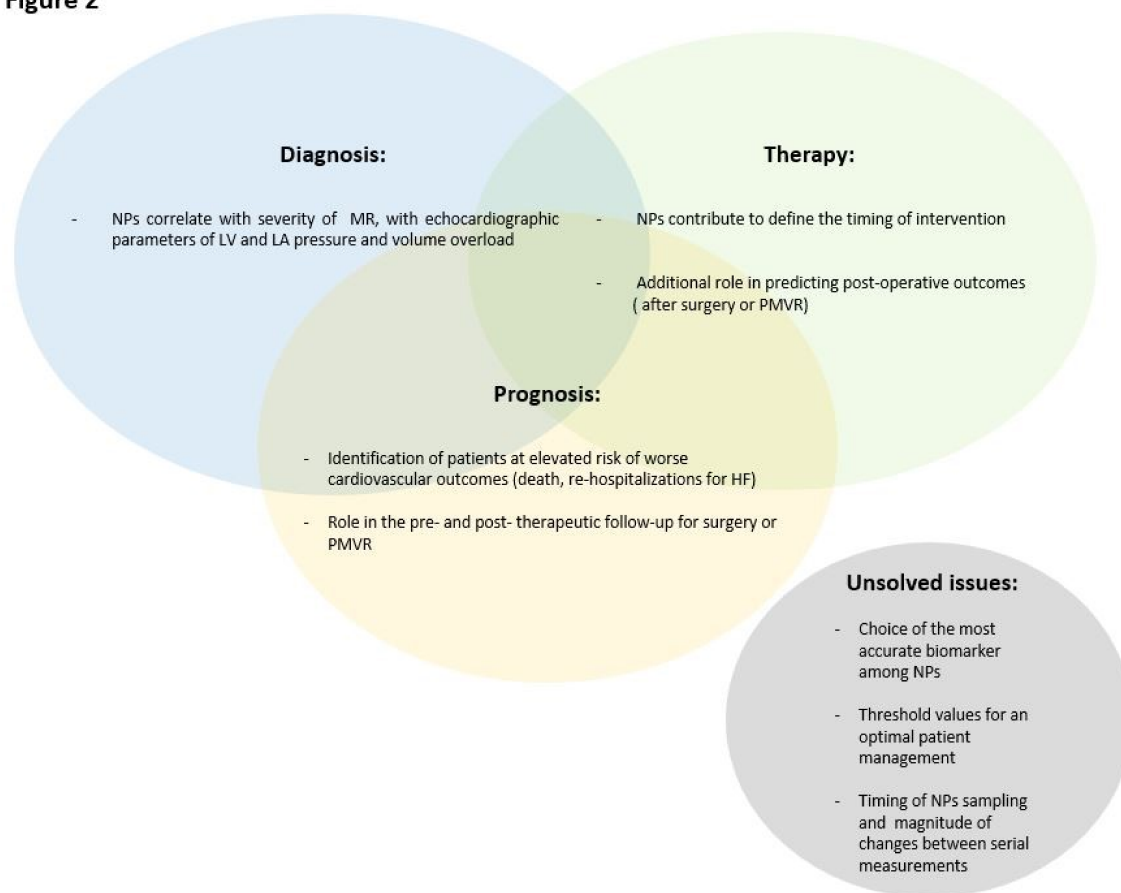 Figure 2
Diagnosis:
- NPs correlate with severity of MR, with echocardiographic
parameters of LV and LA pressure and volume overload
Therapy:
- NPs contribute to define the timing of intervention
- Additional role in predicting post-operative outcomes
( after surgery or PMVR)
Prognosis:
- Identification of patients at elevated risk of worse
cardiovascular outcomes (death, re-hospitalizations for HF)
- Role in the pre- and post- therapeutic follow-up for surgery or
PMVR
Unsolved issues:
- Choice of the most
accurate biomarker
among NPs
- Threshold values for an
optimal patient
management
- Timing of NPs sampling
and magnitude of
changes between serial
measurements